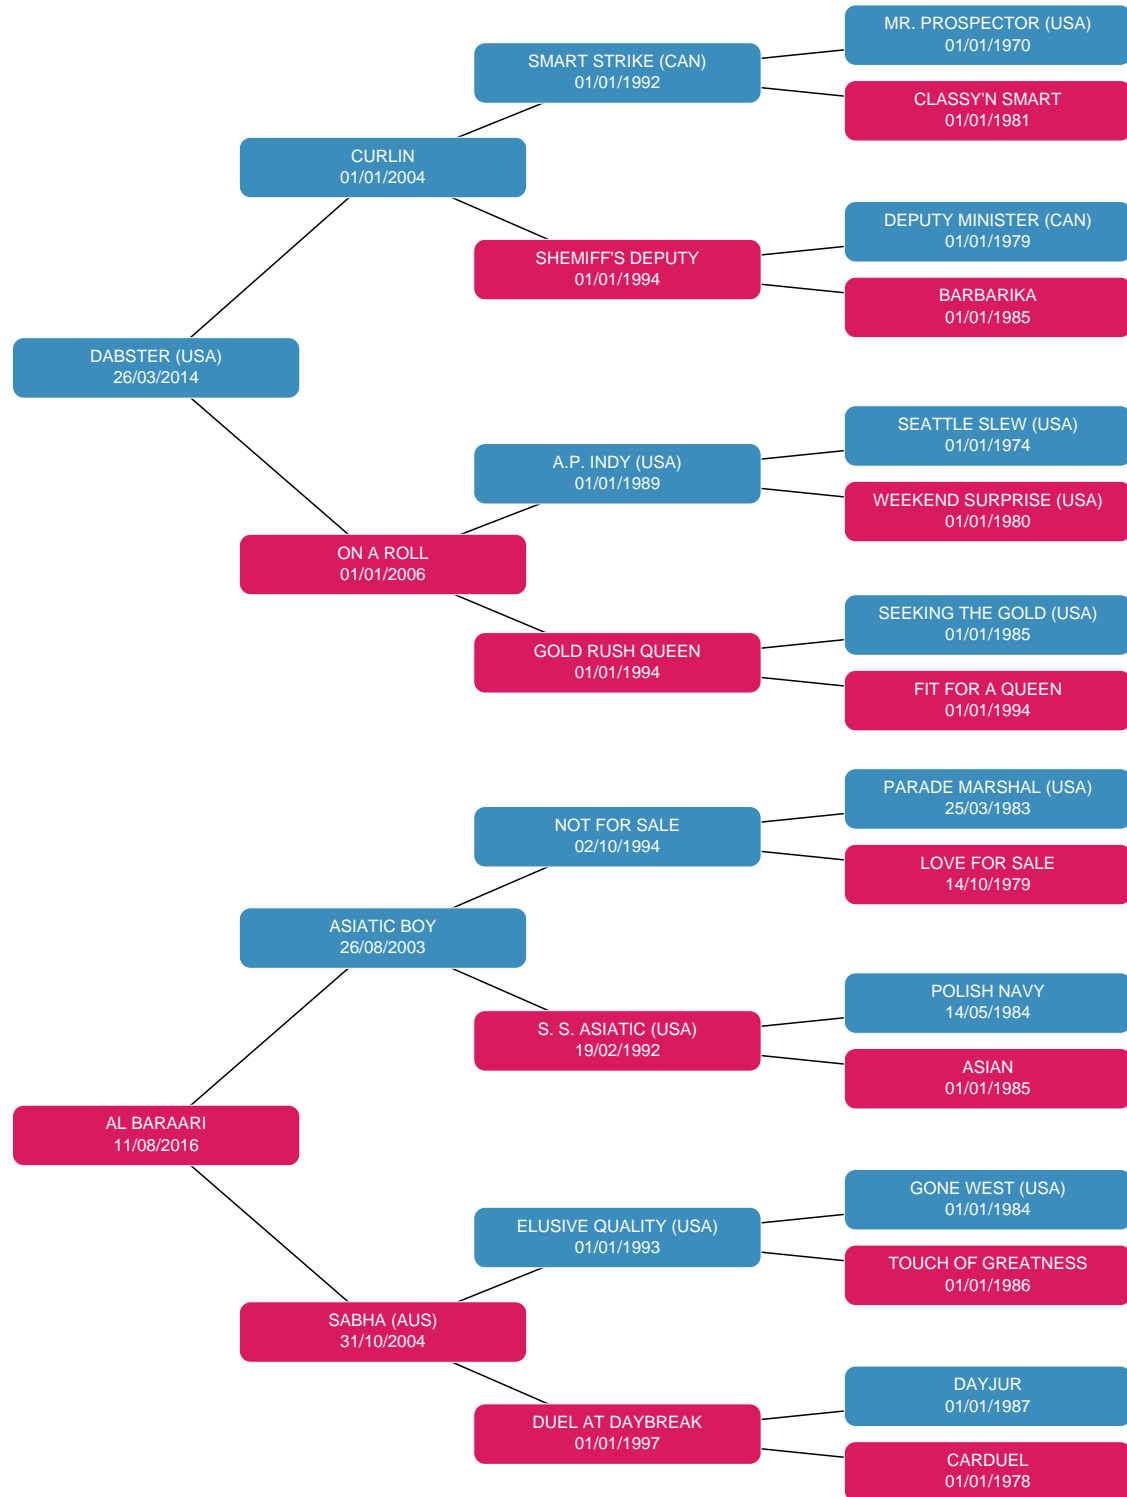 MR. PROSPECTOR (USA)
01/01/1970
SMART STRIKE (CAN)
01/01/1992
CLASSY'N SMART
01/01/1981
CURLIN
01/01/2004
DEPUTY MINISTER (CAN)
01/01/1979
SHEMIFF'S DEPUTY
01/01/1994
BARBARIKA
01/01/1985
DABSTER (USA)
26/03/2014
SEATTLE SLEW (USA)
01/01/1974
A.P. INDY (USA)
01/01/1989
WEEKEND SURPRISE (USA)
01/01/1980
ON A ROLL
01/01/2006
SEEKING THE GOLD (USA)
01/01/1985
GOLD RUSH QUEEN
01/01/1994
FIT FOR A QUEEN
01/01/1994
PARADE MARSHAL (USA)
25/03/1983
NOT FOR SALE
02/10/1994
LOVE FOR SALE
14/10/1979
ASIATIC BOY
26/08/2003
POLISH NAVY
14/05/1984
S. S. ASIATIC (USA)
19/02/1992
ASIAN
01/01/1985
AL BARAARI
11/08/2016
GONE WEST (USA)
01/01/1984
ELUSIVE QUALITY (USA)
01/01/1993
TOUCH OF GREATNESS
01/01/1986
SABHA (AUS)
31/10/2004
DAYJUR
01/01/1987
DUEL AT DAYBREAK
01/01/1997
CARDUEL
01/01/1978